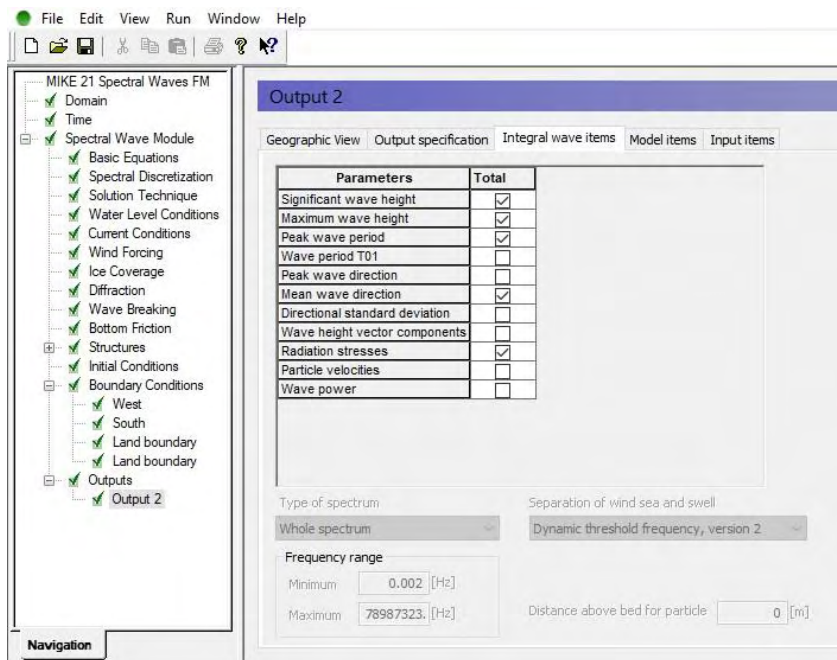 File Edit View Run Window Help
MIKE 21 Spectral Waves FM
Domain
Time
Spectral Wave Module
Basic Equations
Spectral Discretization
Solution Technique
Water Level Conditions
Current Conditions
Wind Forcing
Ice Coverage
Diffraction
Wave Breaking
Bottom Friction
Structures
Initial Conditions
Boundary Conditions
West
South
Land boundary
Land boundary
Outputs
Output 2
Navigation
Output 2
Geographic View Output specification Integral wave items Model items Input items
Parameters Total
Significant wave height
Maximum wave height
Peak wave period
Wave period T01
Peak wave direction
Mean wave direction
Directional standard deviation
Wave height vector components
Radiation stresses
Particle velocities
Wave power
Type of spectrum Separation of wind sea and swell
Whole spectrum Dynamic threshold frequency, version 2
Frequency range
Minimum 0.002 [Hz]
Maximum 78987323. [Hz] Distance above bed for particle 0 [m]